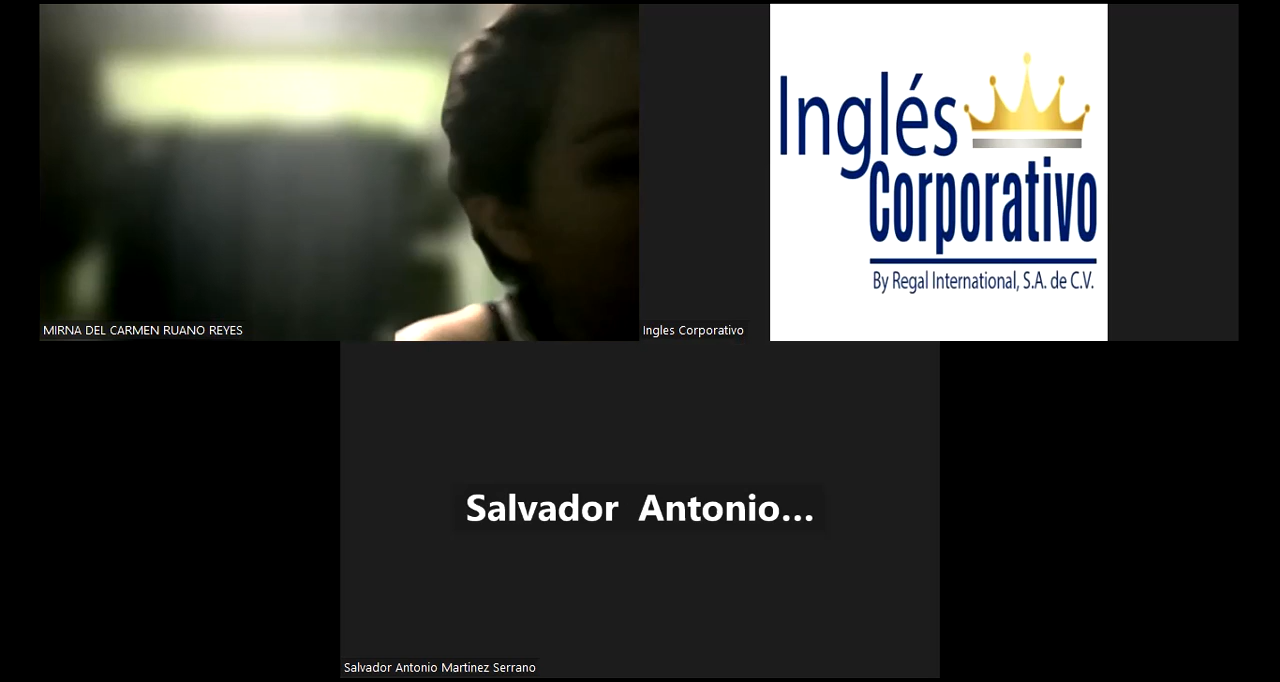 Inglés
Corporativo
By Regal International, S.A. de C.V.
MIRNA DEL CARMEN RUANO REYES
Ingles Corporativo
Salvador Antonio...
Salvador Antonio Martinez Serrano